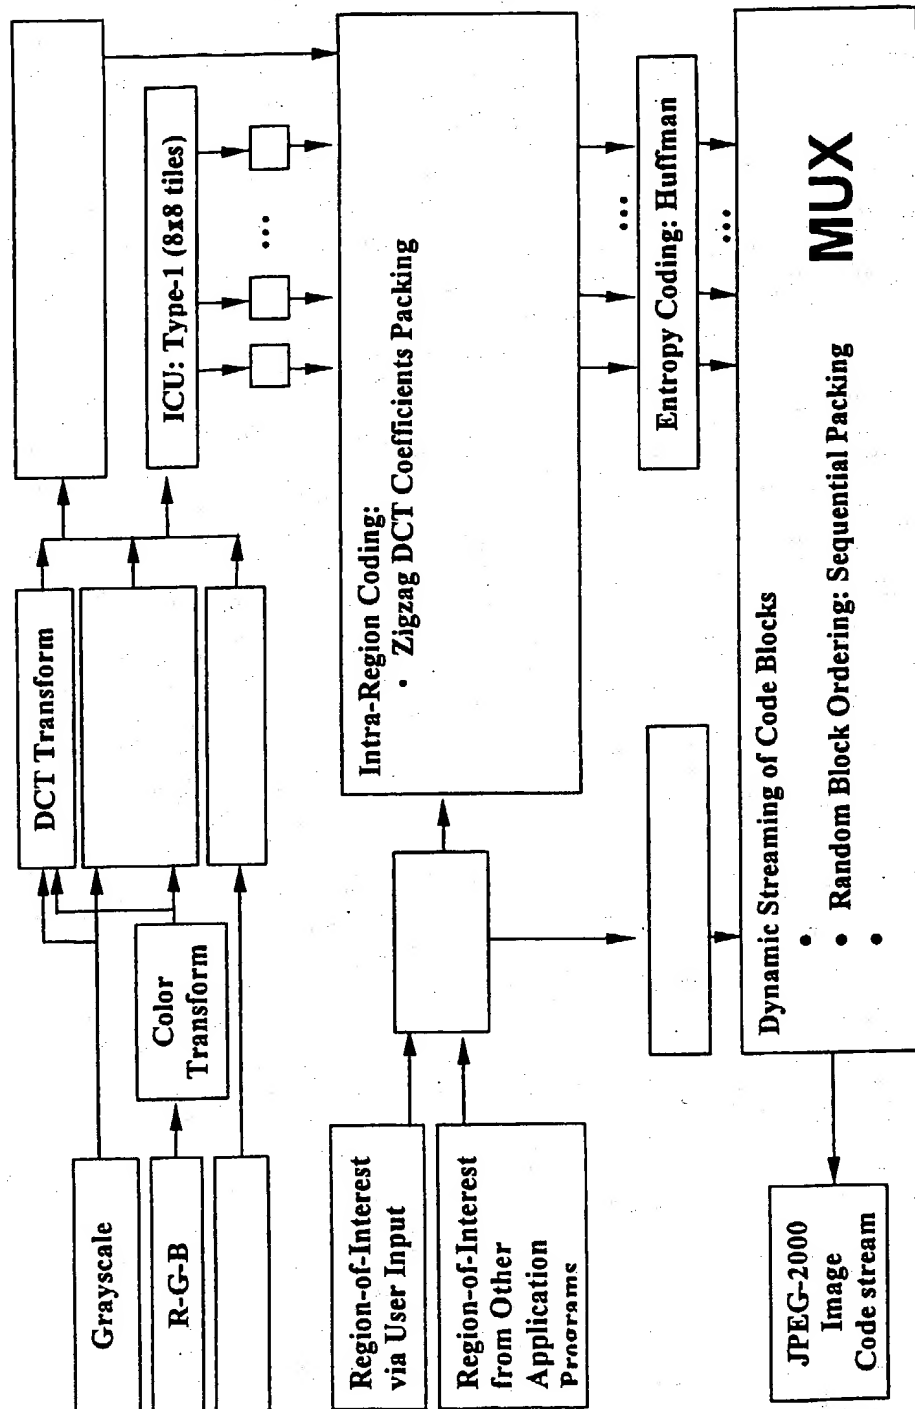 Grayscale
R-G-B
Color
Transform
DCT Transform
ICU: Type-1 (8x8 tiles)
...
Region-of-Interest
via User Input
Region-of-Interest
from Other
Application
Programs
Intra-Region Coding:
• Zigzag DCT Coefficients Packing
...
Entropy Coding: Huffman
...
Dynamic Streaming of Code Blocks
•
• Random Block Ordering: Sequential Packing
•
MUX
JPEG-2000
Image
Code stream